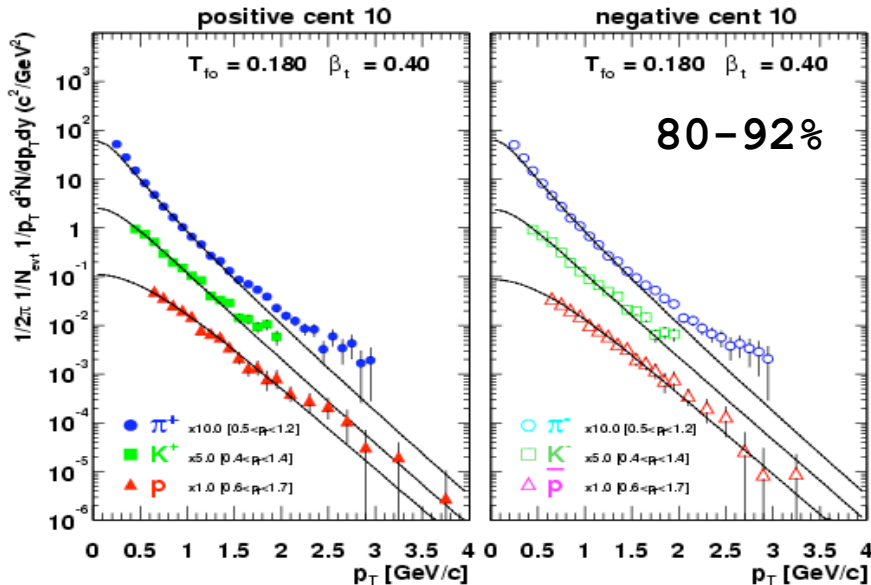 positive cent 10
negative cent 10
1/2π 1/N_evt 1/p_T d²N/dp_Tdy (c²/GeV²)
T_fo = 0.180 β_t = 0.40
T_fo = 0.180 β_t = 0.40
80-92%
10⁴
10³
10²
10
1
10⁻¹
10⁻²
10⁻³
10⁻⁴
10⁻⁵
10⁻⁶
π⁺ x10.0 [0.5<p_T<1.2]
K⁺ x5.0 [0.4<p_T<1.4]
p x1.0 [0.6<p_T<1.7]
π⁻ x10.0 [0.5<p_T<1.2]
K⁻ x5.0 [0.4<p_T<1.4]
p̅ x1.0 [0.6<p_T<1.7]
0 0.5 1 1.5 2 2.5 3 3.5 4
0 0.5 1 1.5 2 2.5 3 3.5 4
p_T [GeV/c]
p_T [GeV/c]